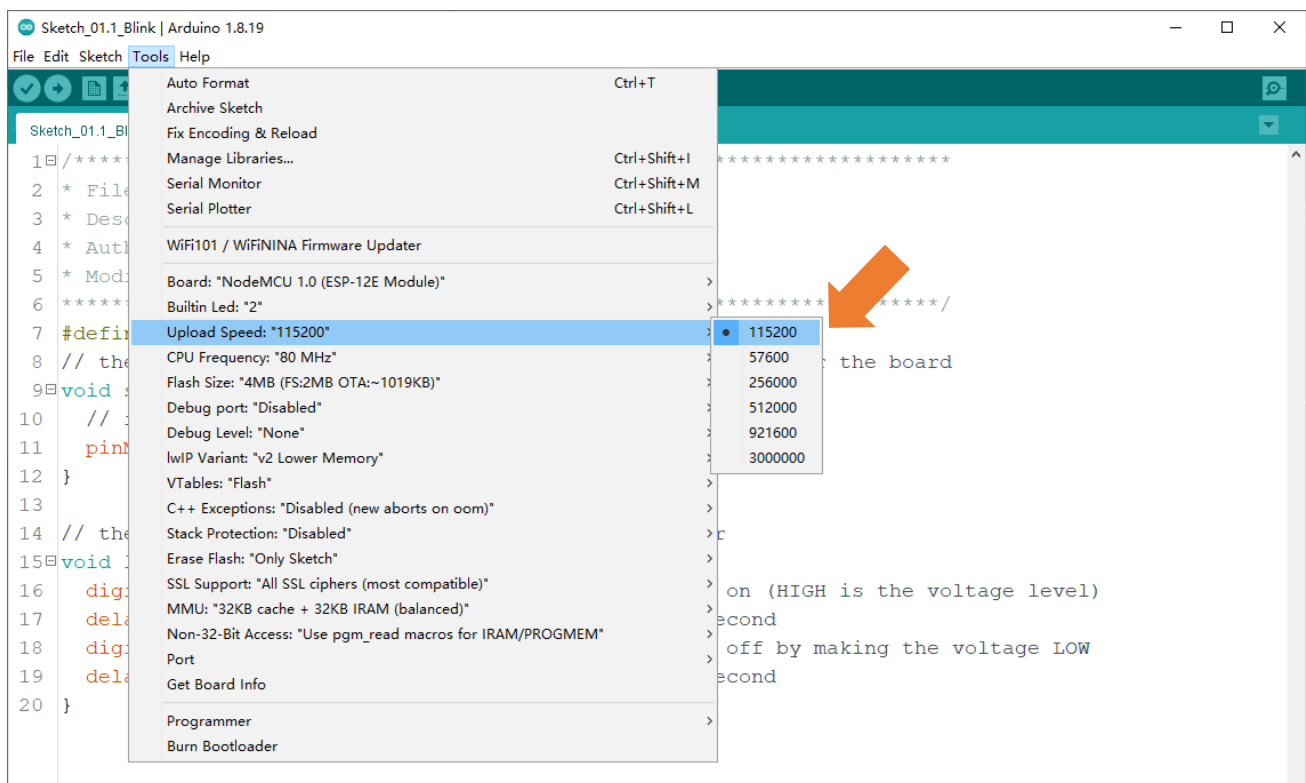 Sketch_01.1_Blink | Arduino 1.8.19
File Edit Sketch Tools Help
Auto Format Ctrl+T
Archive Sketch
Fix Encoding & Reload
Manage Libraries... Ctrl+Shift+I
Serial Monitor Ctrl+Shift+M
Serial Plotter Ctrl+Shift+L
WiFi101 / WiFiNINA Firmware Updater
Board: "NodeMCU 1.0 (ESP-12E Module)"
Builtin Led: "2"
Upload Speed: "115200"
CPU Frequency: "80 MHz"
Flash Size: "4MB (FS:2MB OTA:~1019KB)"
Debug port: "Disabled"
Debug Level: "None"
lwIP Variant: "v2 Lower Memory"
VTables: "Flash"
C++ Exceptions: "Disabled (new aborts on oom)"
Stack Protection: "Disabled"
Erase Flash: "Only Sketch"
SSL Support: "All SSL ciphers (most compatible)"
MMU: "32KB cache + 32KB IRAM (balanced)"
Non-32-Bit Access: "Use pgm_read macros for IRAM/PROGMEM"
Port
Get Board Info
Programmer
Burn Bootloader
115200
57600
256000
512000
921600
3000000
Sketch_01.1_Bl
1 /***** *******************
2 * File
3 * Desc
4 * Auth
5 * Modi
6 ***** ******************/
7 #defin
8 // the the board
9 void s
10 //
11 pinM
12 }
13
14 // the r
15 void l
16 digi on (HIGH is the voltage level)
17 dela econd
18 digi off by making the voltage LOW
19 dela econd
20 }